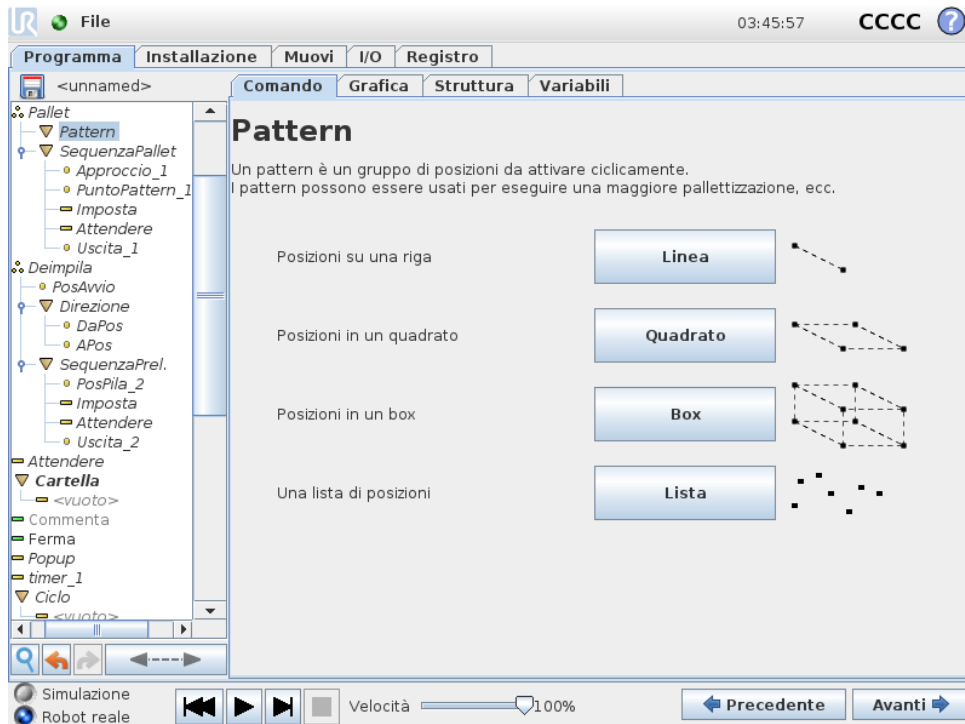 UR File 03:45:57 CCCC ?
Programma Installazione Muovi I/O Registro
<unnamed> Comando Grafica Struttura Variabili
Pallet
Pattern
SequenzaPallet
Approccio_1
PuntoPattern_1
Imposta
Attendere
Uscita_1
Deimpila
PosAvvio
Direzione
DaPos
APos
SequenzaPrel.
PosPila_2
Imposta
Attendere
Uscita_2
Attendere
Cartella
<vuoto>
Commenta
Ferma
Popup
timer_1
Ciclo
<vuoto>
Pattern
Un pattern è un gruppo di posizioni da attivare ciclicamente.
I pattern possono essere usati per eseguire una maggiore pallettizzazione, ecc.
Posizioni su una riga Linea
Posizioni in un quadrato Quadrato
Posizioni in un box Box
Una lista di posizioni Lista
Simulazione
Robot reale
Velocità 100% Precedente Avanti